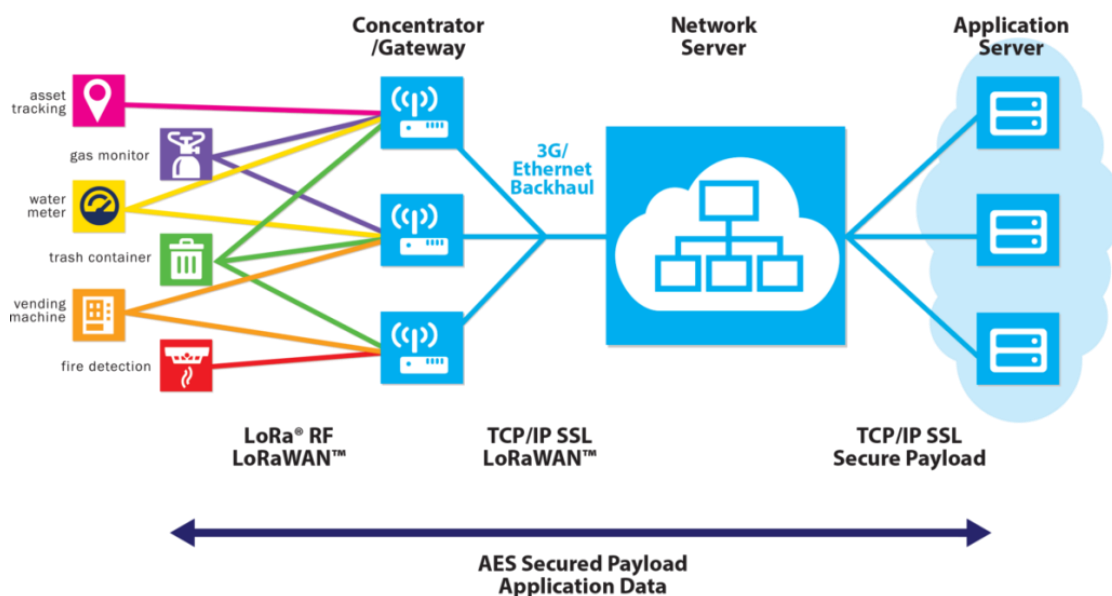 Concentrator
/Gateway
Network
Server
Application
Server
asset
tracking
gas monitor
water
meter
trash container
vending
machine
fire detection
3G/
Ethernet
Backhaul
LoRa® RF
LoRaWAN™
TCP/IP SSL
LoRaWAN™
TCP/IP SSL
Secure Payload
AES Secured Payload
Application Data